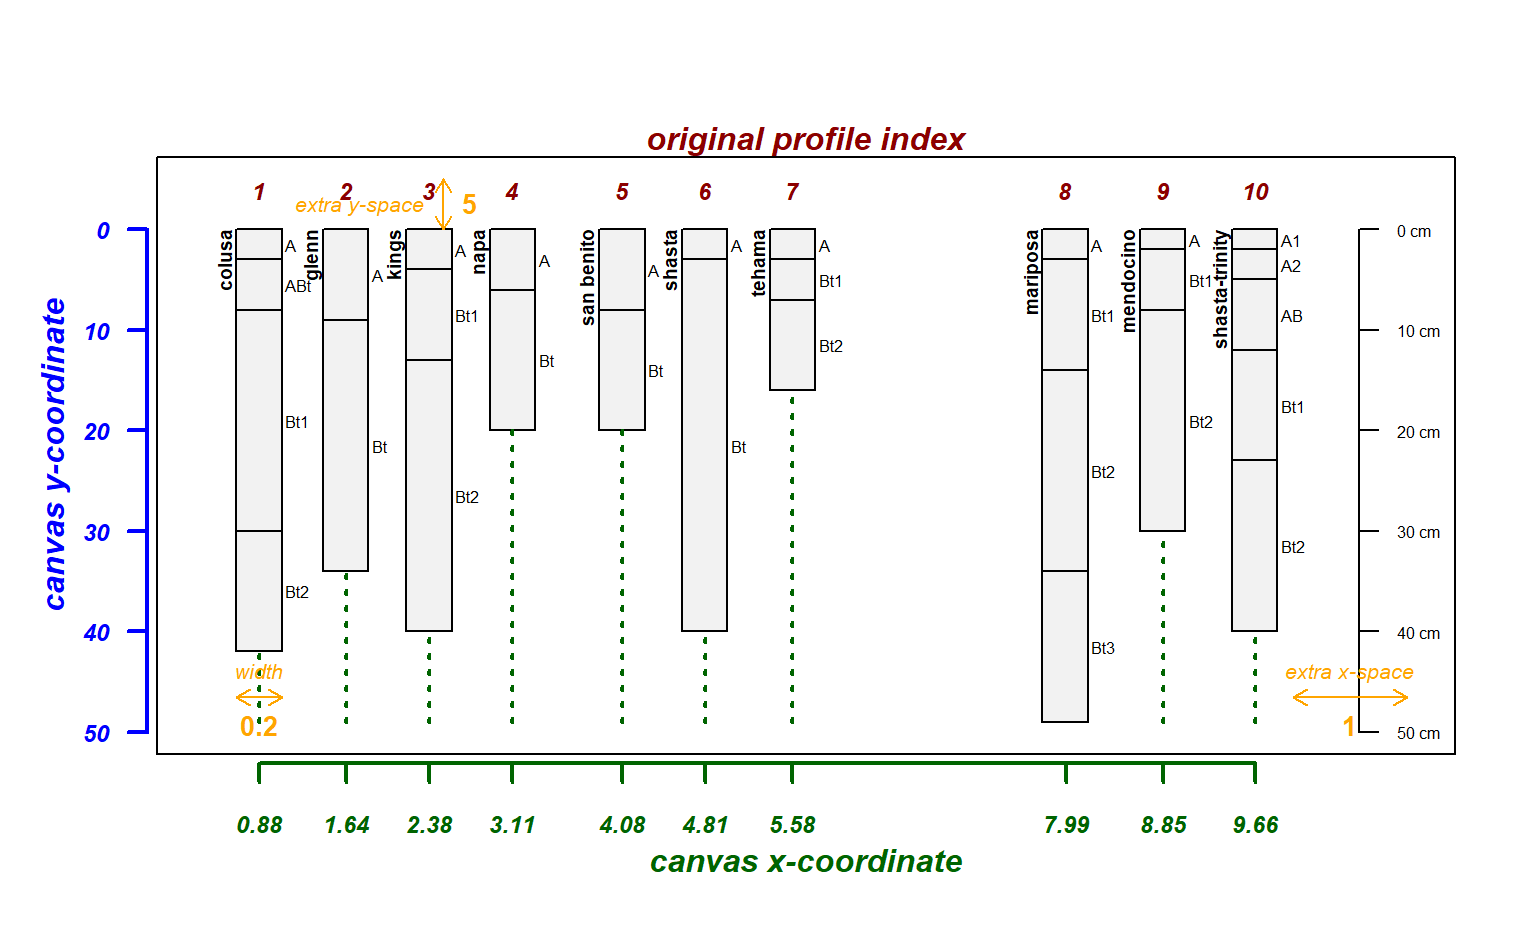 original profile index
1 2 3 4 5 6 7 8 9 10
extra y-space 5
canvas y-coordinate
0
10
20
30
40
50
colusa
A
ABt
Bt1
Bt2
glenn
A
Bt
kings
A
Bt1
Bt2
napa
A
Bt
san benito
A
Bt
shasta
A
Bt
tehama
A
Bt1
Bt2
mariposa
A
Bt1
Bt2
Bt3
mendocino
A
Bt1
Bt2
shasta-trinity
A1
A2
AB
Bt1
Bt2
0 cm
10 cm
20 cm
30 cm
40 cm
50 cm
width
0.2
extra x-space
1
0.88 1.64 2.38 3.11 4.08 4.81 5.58 7.99 8.85 9.66
canvas x-coordinate